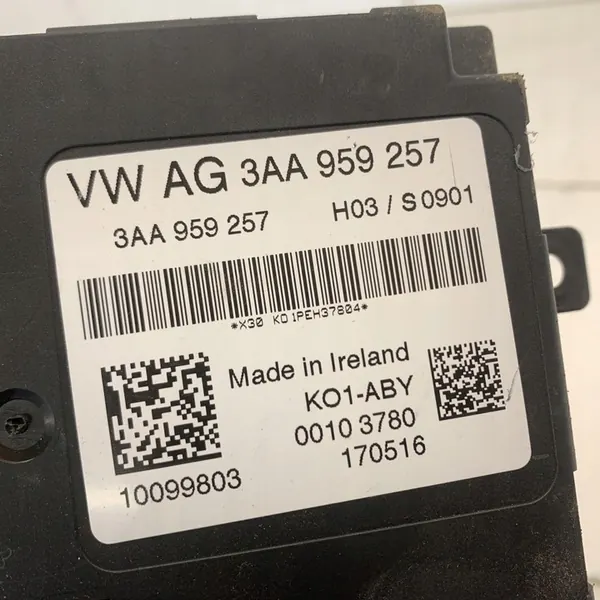 VW AG 3AA 959 257
3AA 959 257 H03 / S 0901
*X30 KO1PEH37804*
Made in Ireland
KO1-ABY
0010 3780
170516
10099803